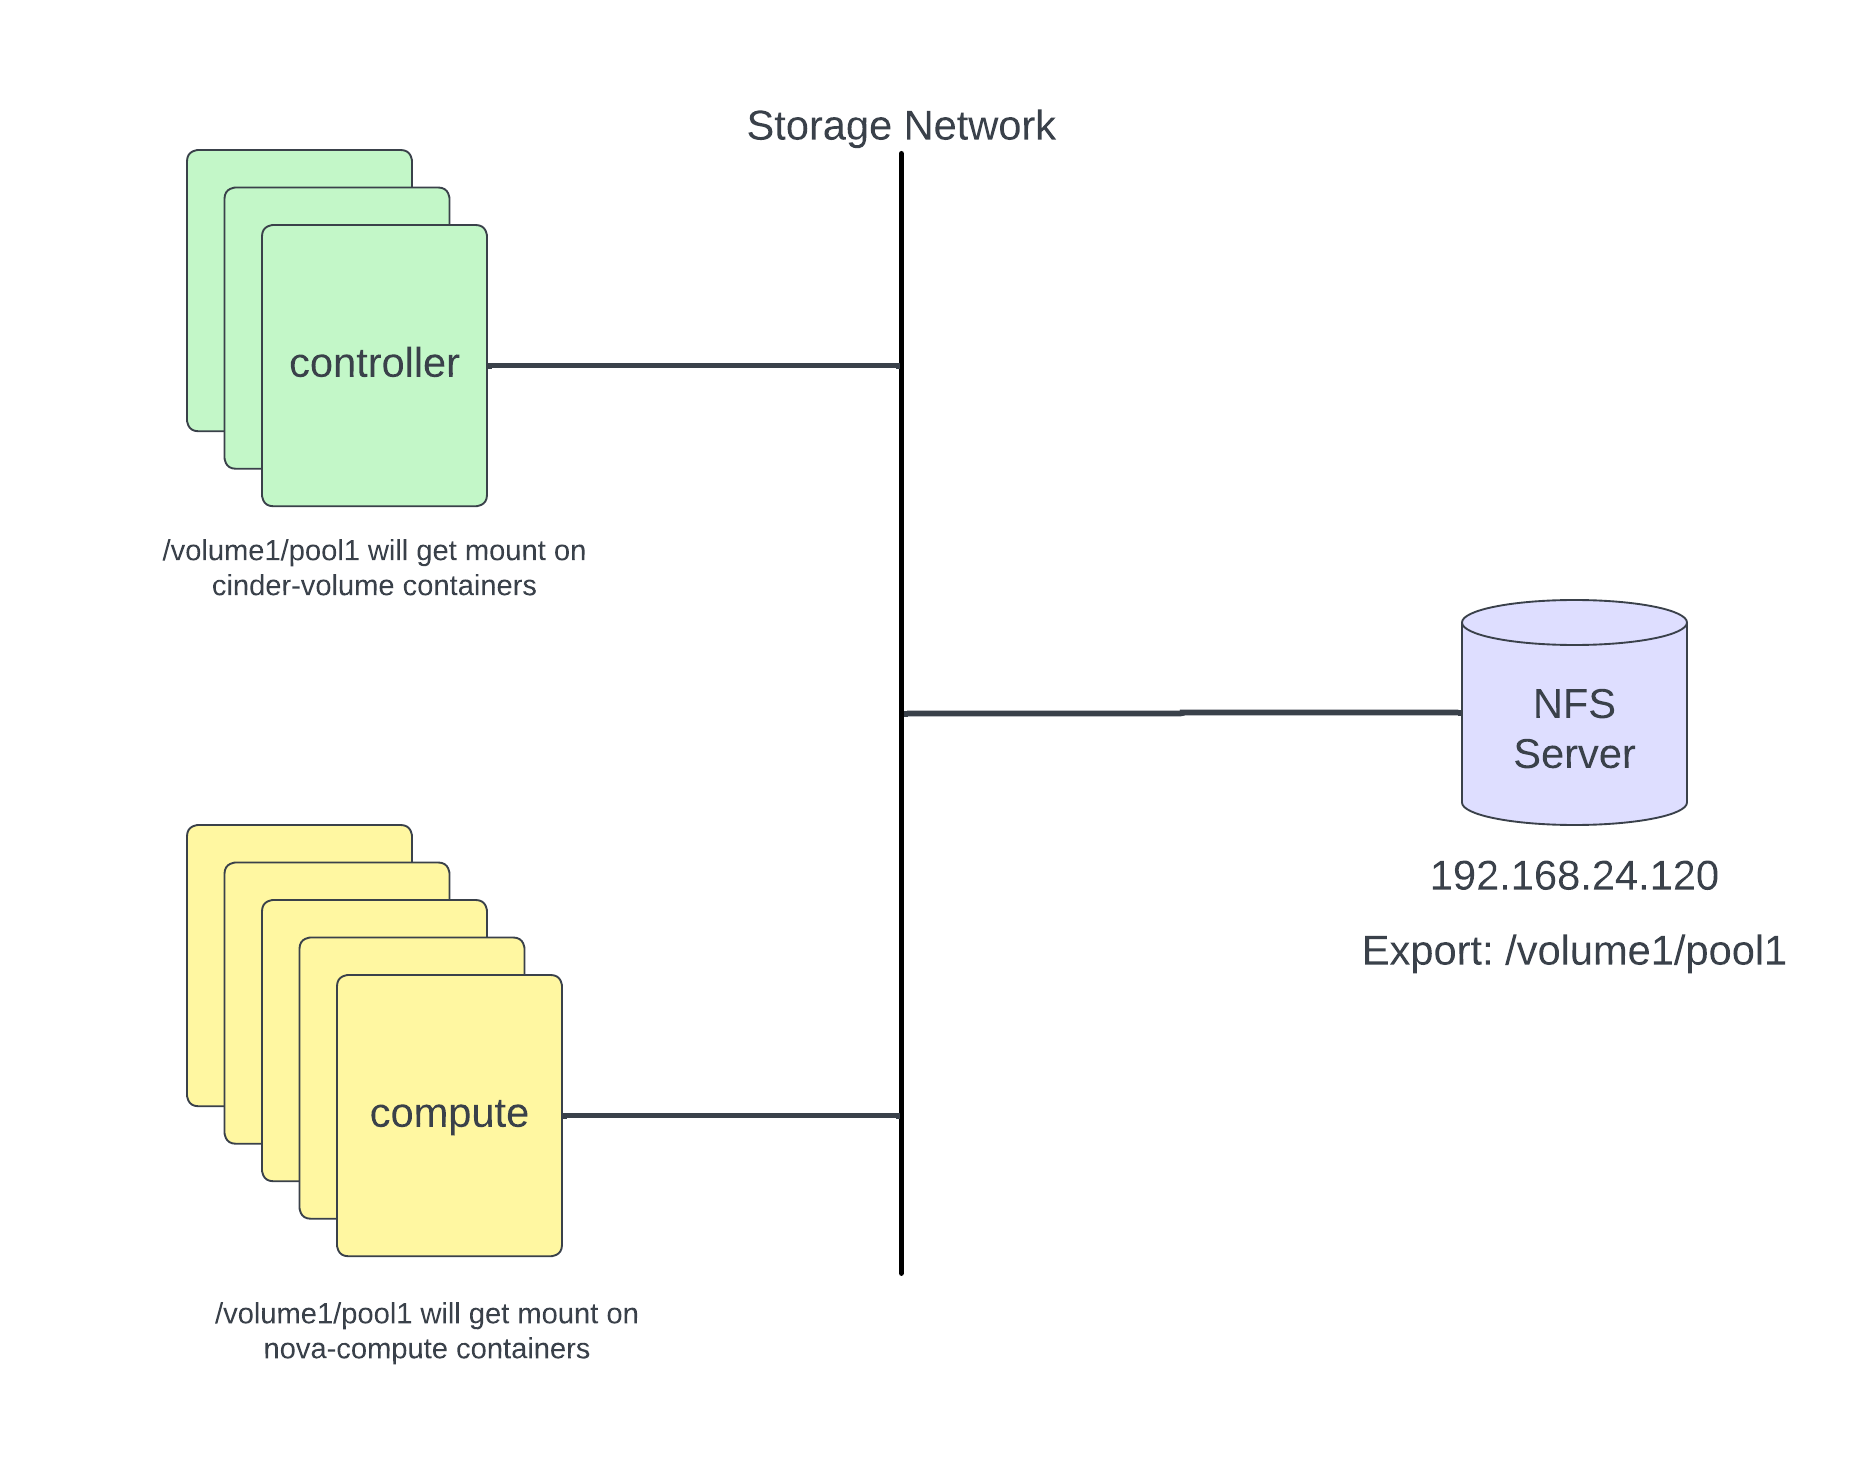 Storage Network
controller
/volume1/pool1 will get mount on
cinder-volume containers
NFS
Server
192.168.24.120
Export: /volume1/pool1
compute
/volume1/pool1 will get mount on
nova-compute containers